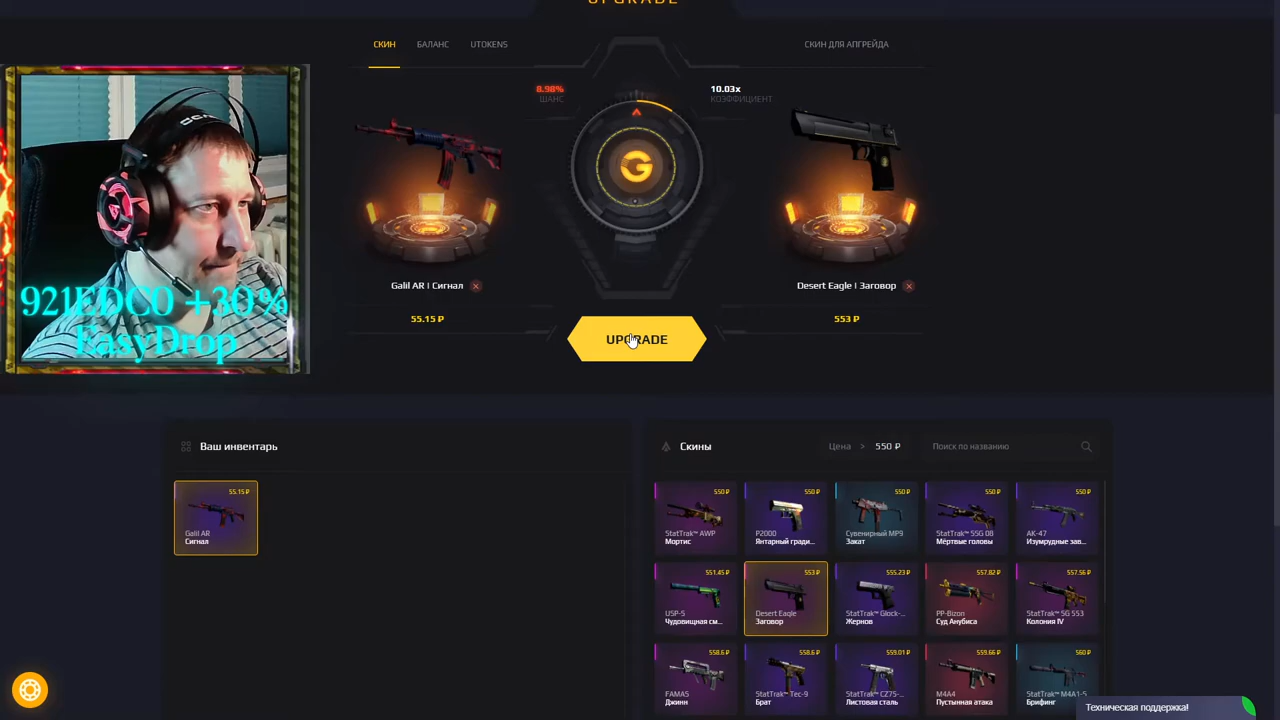 UPGRADE
СКИН
БАЛАНС
UTOKENS
СКИН ДЛЯ АПГРЕЙДА
8.98%
ШАНС
10.03x
КОЭФФИЦИЕНТ
G
Galil AR | Сигнал
Desert Eagle | Заговор
55.15 ₽
553 ₽
UPGRADE
921EDC0 +30%
EasyDrop
Ваш инвентарь
55.15 ₽
Galil AR
Сигнал
Скины
Цена > 550 ₽
Поиск по названию
550 ₽
StatTrak™ AWP
Мортис
550 ₽
P2000
Янтарный гради...
550 ₽
Сувенирный MP9
Закат
550 ₽
StatTrak™ SSG 08
Мёртвые головы
550 ₽
AK-47
Изумрудные зав...
551.45 ₽
USP-S
Чудовищная см...
553 ₽
Desert Eagle
Заговор
555.23 ₽
StatTrak™ Glock-...
Жернов
557.82 ₽
PP-Bizon
Суд Анубиса
557.56 ₽
StatTrak™ SG 553
Колония IV
558.6 ₽
FAMAS
Джинн
558.6 ₽
StatTrak™ Tec-9
Брат
559.01 ₽
StatTrak™ CZ75-...
Листовая сталь
559.66 ₽
M4A4
Пустынная атака
560 ₽
StatTrak™ M4A1-S
Брифинг
Техническая поддержка!